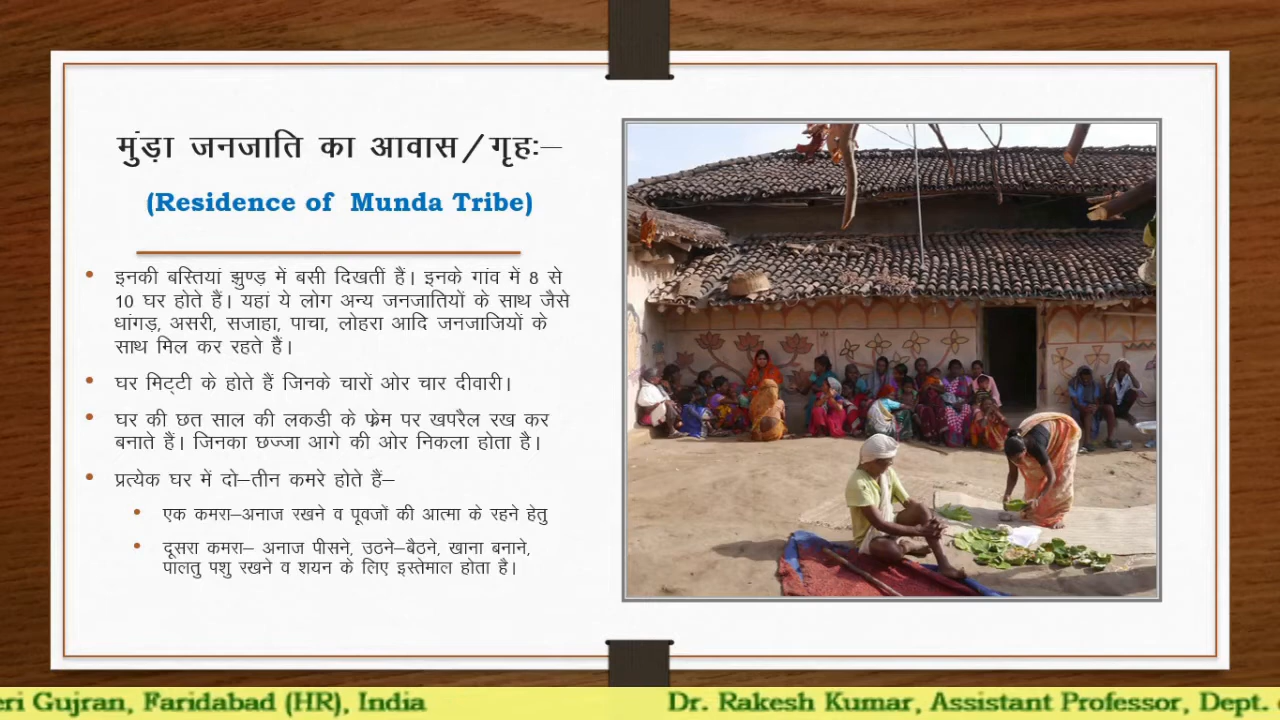 मुंड़ा जनजाति का आवास/गृहः–
(Residence of Munda Tribe)
• इनकी बस्तियां झुण्ड़ में बसी दिखतीं हैं। इनके गांव में 8 से
10 घर होते हैं। यहां ये लोग अन्य जनजातियों के साथ जैसे
धांगड़, असरी, सजाहा, पाचा, लोहरा आदि जनजाजियों के
साथ मिल कर रहते हैं।
• घर मिट्टी के होते हैं जिनके चारों ओर चार दीवारी।
• घर की छत साल की लकडी के फ्रेम पर खपरैल रख कर
बनाते हैं। जिनका छज्जा आगे की ओर निकला होता है।
• प्रत्येक घर में दो–तीन कमरे होते हैं–
• एक कमरा–अनाज रखने व पूवजों की आत्मा के रहने हेतु
• दूसरा कमरा– अनाज पीसने, उठने–बैठने, खाना बनाने,
पालतु पशु रखने व शयन के लिए इस्तेमाल होता है।
eri Gujran, Faridabad (HR), India
Dr. Rakesh Kumar, Assistant Professor, Dept.